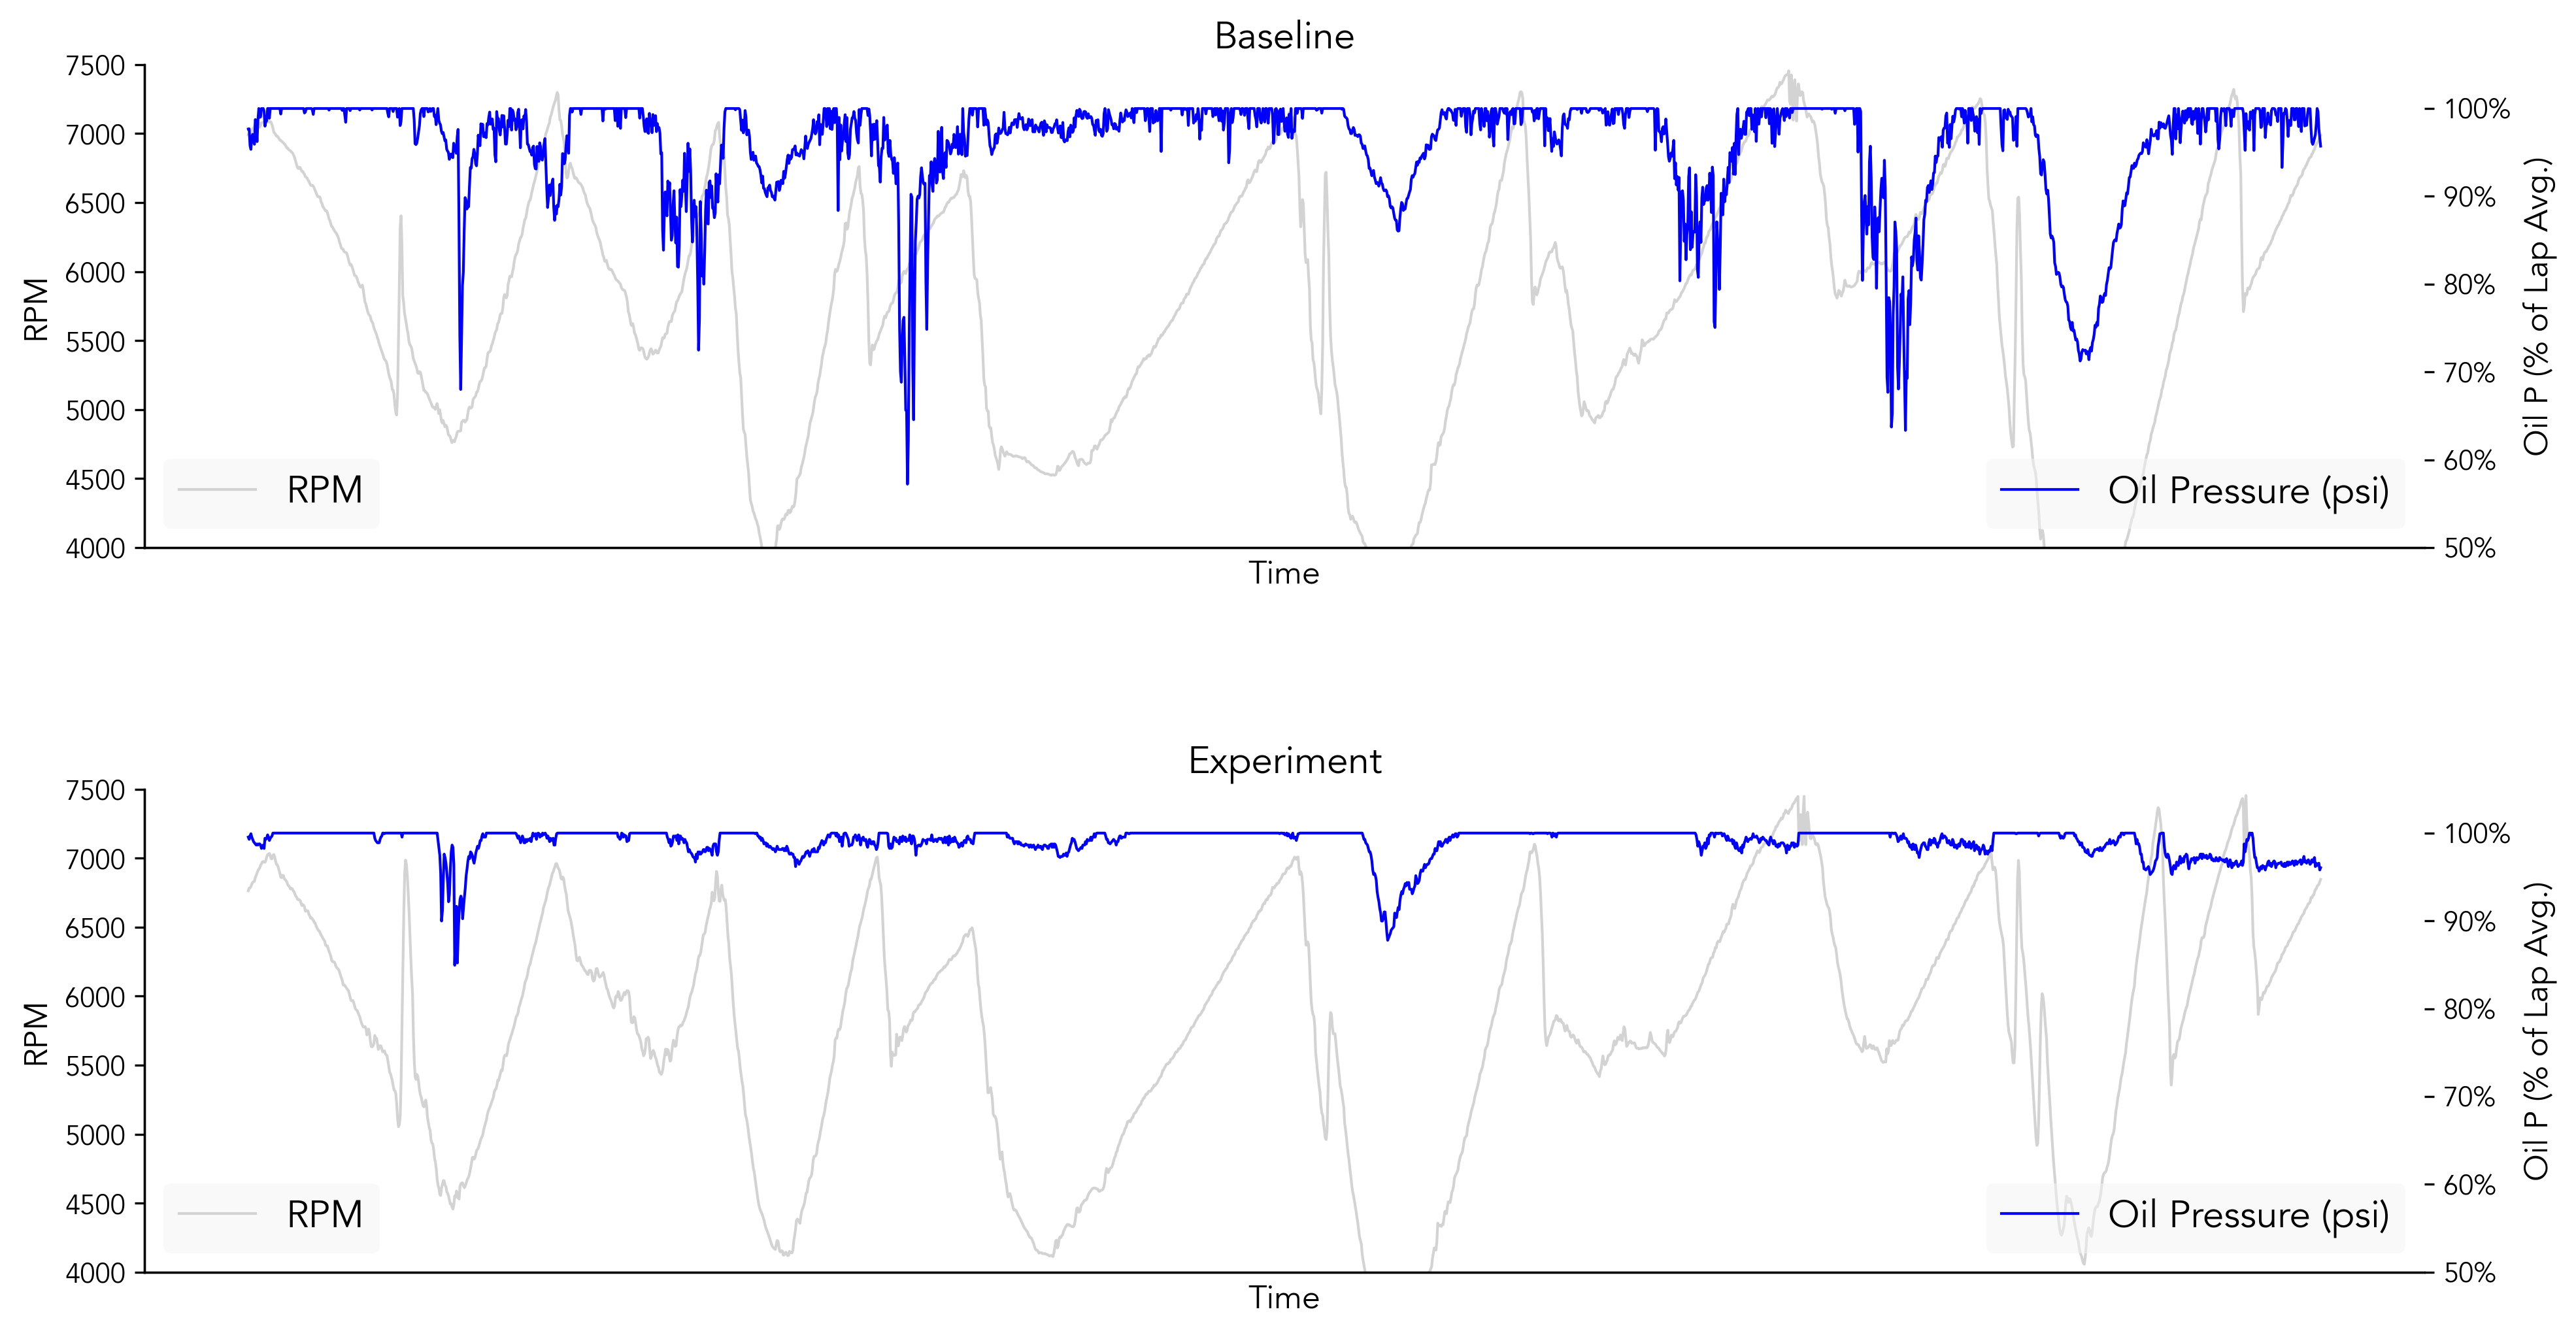 Baseline
7500
7000
6500
6000
5500
5000
4500
4000
RPM
RPM
Oil Pressure (psi)
100%
90%
80%
70%
60%
50%
Oil P (% of Lap Avg.)
Time
Experiment
7500
7000
6500
6000
5500
5000
4500
4000
RPM
RPM
Oil Pressure (psi)
100%
90%
80%
70%
60%
50%
Oil P (% of Lap Avg.)
Time